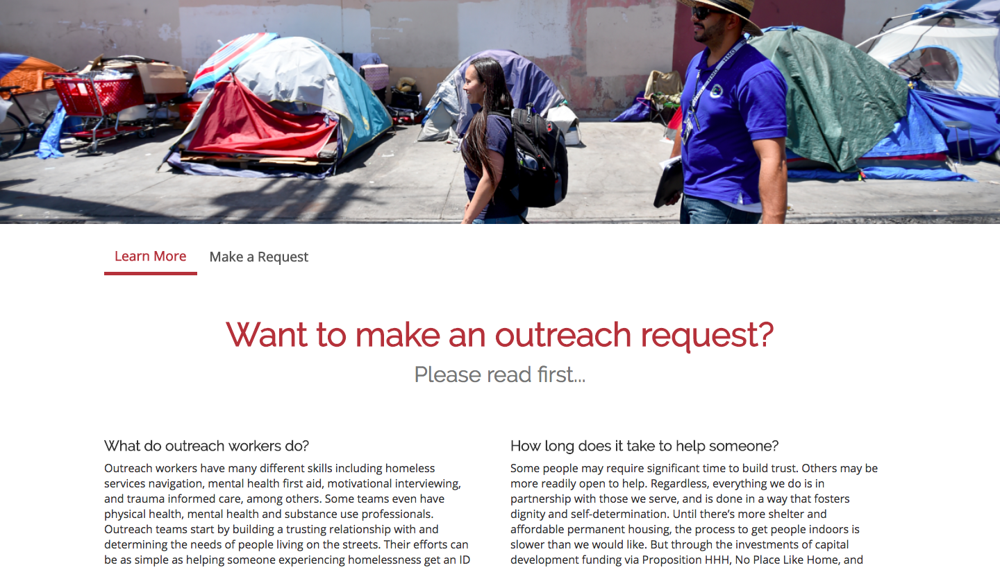 Learn More
Make a Request
Want to make an outreach request?
Please read first...
What do outreach workers do?
Outreach workers have many different skills including homeless
services navigation, mental health first aid, motivational interviewing,
and trauma informed care, among others. Some teams even have
physical health, mental health and substance use professionals.
Outreach teams start by building a trusting relationship with and
determining the needs of people living on the streets. Their efforts can
be as simple as helping someone experiencing homelessness get an ID
How long does it take to help someone?
Some people may require significant time to build trust. Others may be
more readily open to help. Regardless, everything we do is in
partnership with those we serve, and is done in a way that fosters
dignity and self-determination. Until there’s more shelter and
affordable permanent housing, the process to get people indoors is
slower than we would like. But through the investments of capital
development funding via Proposition HHH, No Place Like Home, and